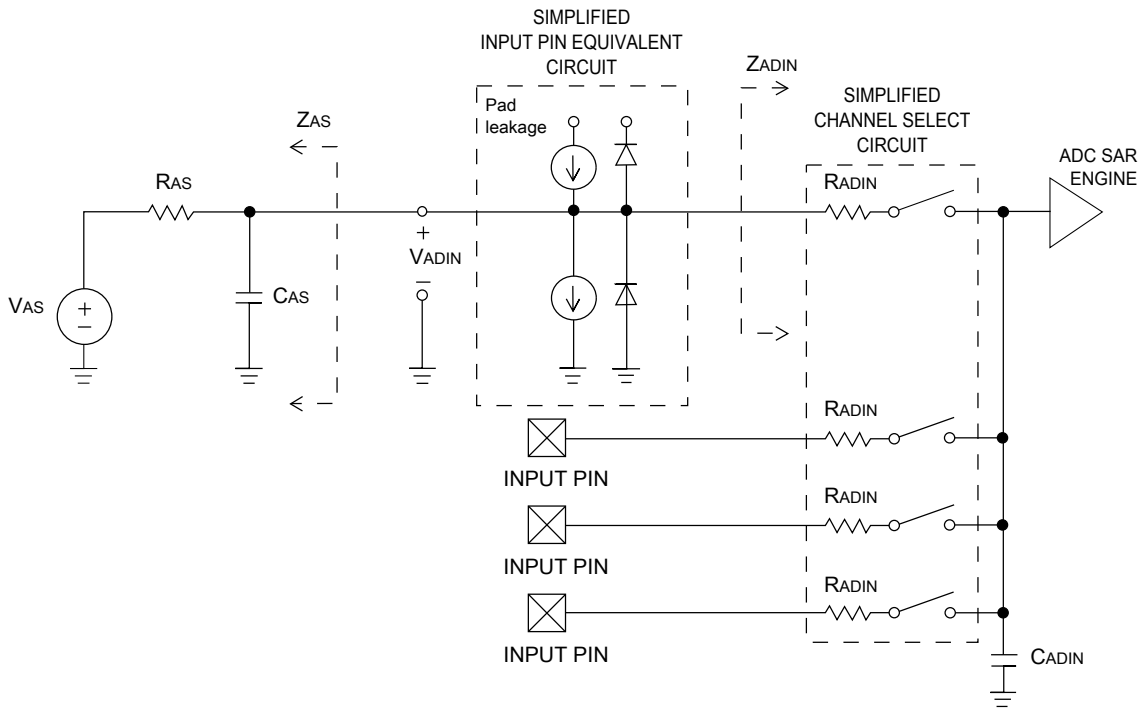 SIMPLIFIED
INPUT PIN EQUIVALENT
CIRCUIT
Pad
leakage
ZADIN
SIMPLIFIED
CHANNEL SELECT
CIRCUIT
ADC SAR
ENGINE
ZAS
RAS
RADIN
+
VADIN
–
VAS
+
–
CAS
RADIN
INPUT PIN
RADIN
INPUT PIN
RADIN
INPUT PIN
CADIN